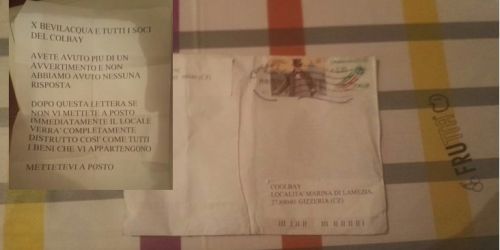 X BEVILACQUA E TUTTI I SOCI
DEL COLBAY
AVETE AVUTO PIU DI UN
AVVERTIMENTO E NON
ABBIAMO AVUTO NESSUNA
RISPOSTA
DOPO QUESTA LETTERA SE
NON VI METTETE A POSTO
IMMEDIATAMENTE IL LOCALE
VERRA' COMPLETAMENTE
DISTRUTTO COSI' COME TUTTI
I BENI CHE VI APPARTENGONO
METTETEVI A POSTO
COOLBAY
LOCALITA' MARINA DI LAMEZIA,
GIZZERIA (CZ)